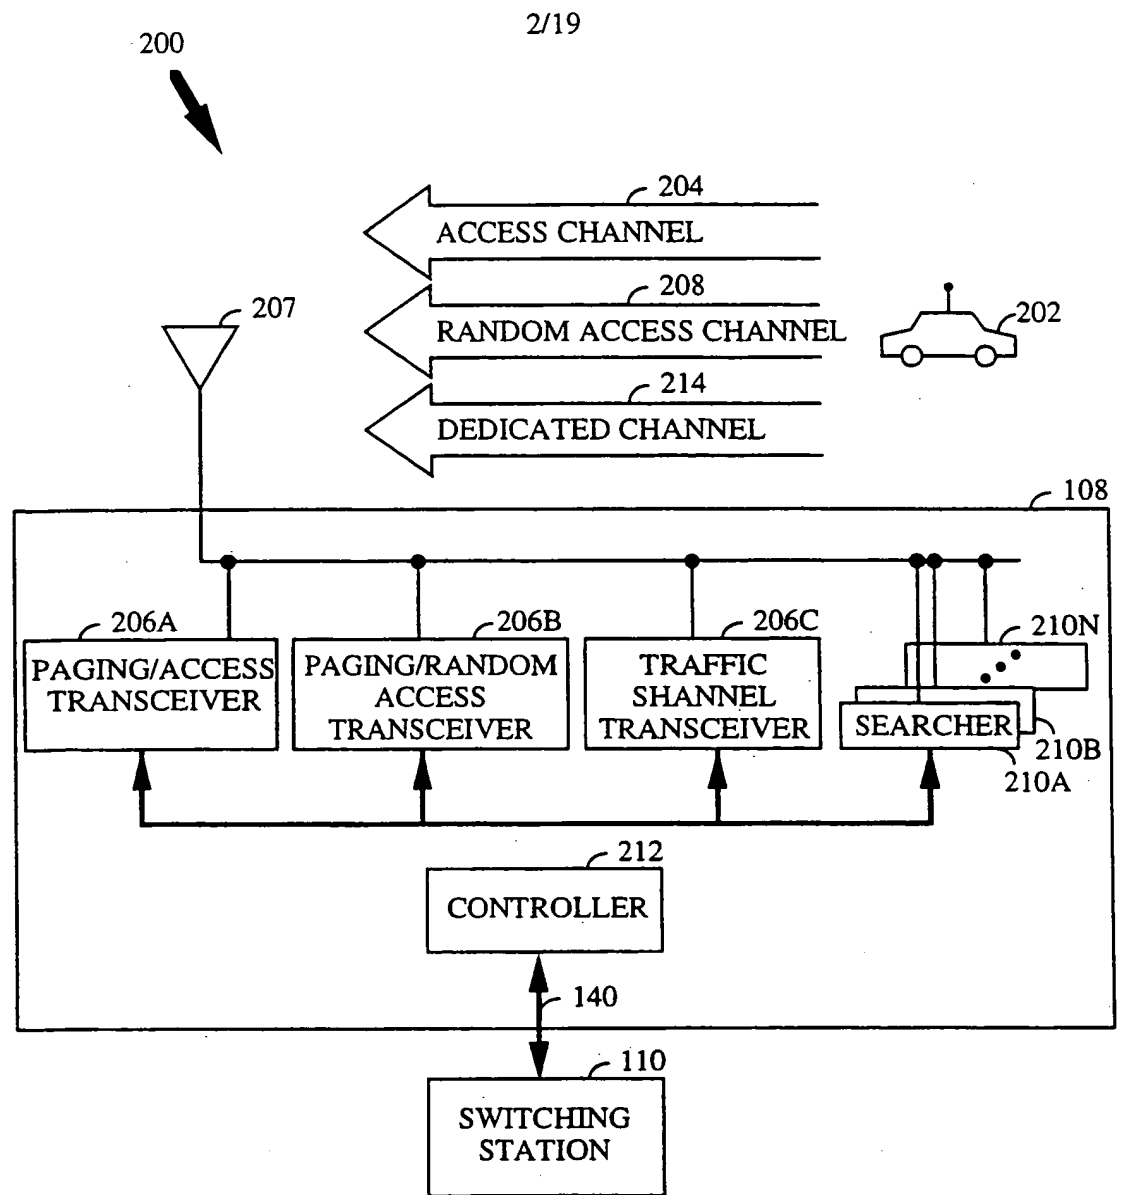 2/19
200
204
ACCESS CHANNEL
208
RANDOM ACCESS CHANNEL
202
207
214
DEDICATED CHANNEL
108
206A
PAGING/ACCESS
TRANSCEIVER
206B
PAGING/RANDOM
ACCESS
TRANSCEIVER
206C
TRAFFIC
SHANNEL
TRANSCEIVER
210N
SEARCHER
210B
210A
212
CONTROLLER
140
110
SWITCHING
STATION